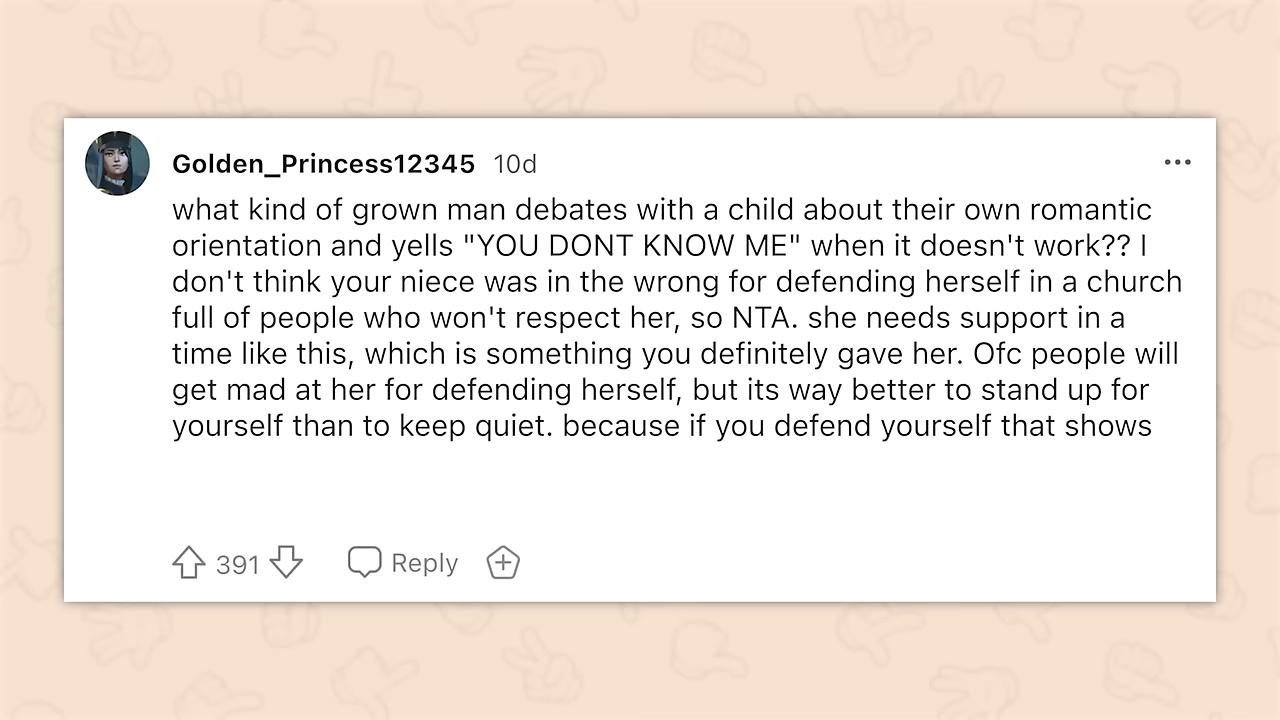 Golden_Princess12345 10d
what kind of grown man debates with a child about their own romantic
orientation and yells "YOU DONT KNOW ME" when it doesn't work?? I
don't think your niece was in the wrong for defending herself in a church
full of people who won't respect her, so NTA. she needs support in a
time like this, which is something you definitely gave her. Ofc people will
get mad at her for defending herself, but its way better to stand up for
yourself than to keep quiet. because if you defend yourself that shows
391 Reply